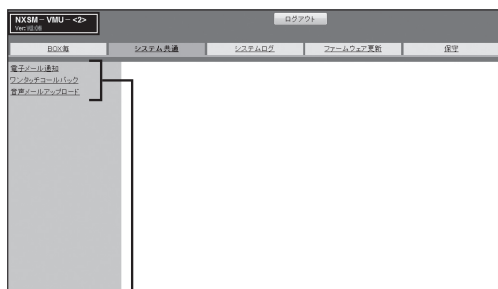 NXSM－VMU－<2>
ログアウト
BOX毎
システム共通
システムログ
ファームウェア更新
保守
電子メール通知
ワンタッチコールバック
音声メールアップロード